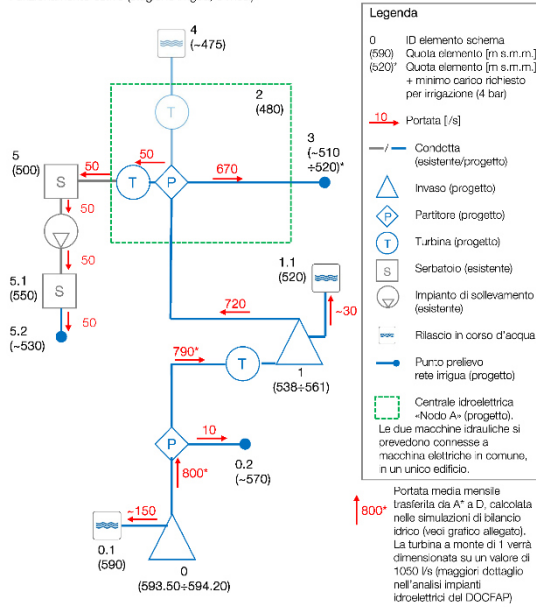 4
(~475)
T
2
(480)
3
(~510
÷520)*
5
(500)
50
50
670
S
T
P
50
50
5.1
(550)
S
50
5.2
(~530)
1.1
(520)
720
~30
790*
T
1
(538÷561)
P
10
0.2
(~570)
800*
~150
0.1
(590)
0
(593.50÷594.20)
Legenda
0 ID elemento schema
(590) Quota elemento [m s.m.m.]
(520)* Quota elemento [m s.m.m.]
+ minimo carico richiesto
per irrigazione (4 bar)
10 Portata [l/s]
Condotta
(esistente/progetto)
Invaso (progetto)
P Partitore (progetto)
T Turbina (progetto)
S Serbatoio (esistente)
Impianto di sollevamento
(esistente)
Rilascio in corso d'acqua
Punto prelievo
rete irrigua (progetto)
Centrale idroelettrica
«Nodo A» (progetto).
Le due macchine idrauliche si
prevedono connesse a
macchina elettriche in comune,
in un unico edificio.
800* Portata media mensile
trasferita da A* a D, calcolata
nelle simulazioni di bilancio
idrico (vedi grafico allegato).
La turbina a monte di 1 verrà
dimensionata su un valore di
1050 l/s (maggiori dottaglio
nell'analisi impianti
idroelettrici del DOCFAP)